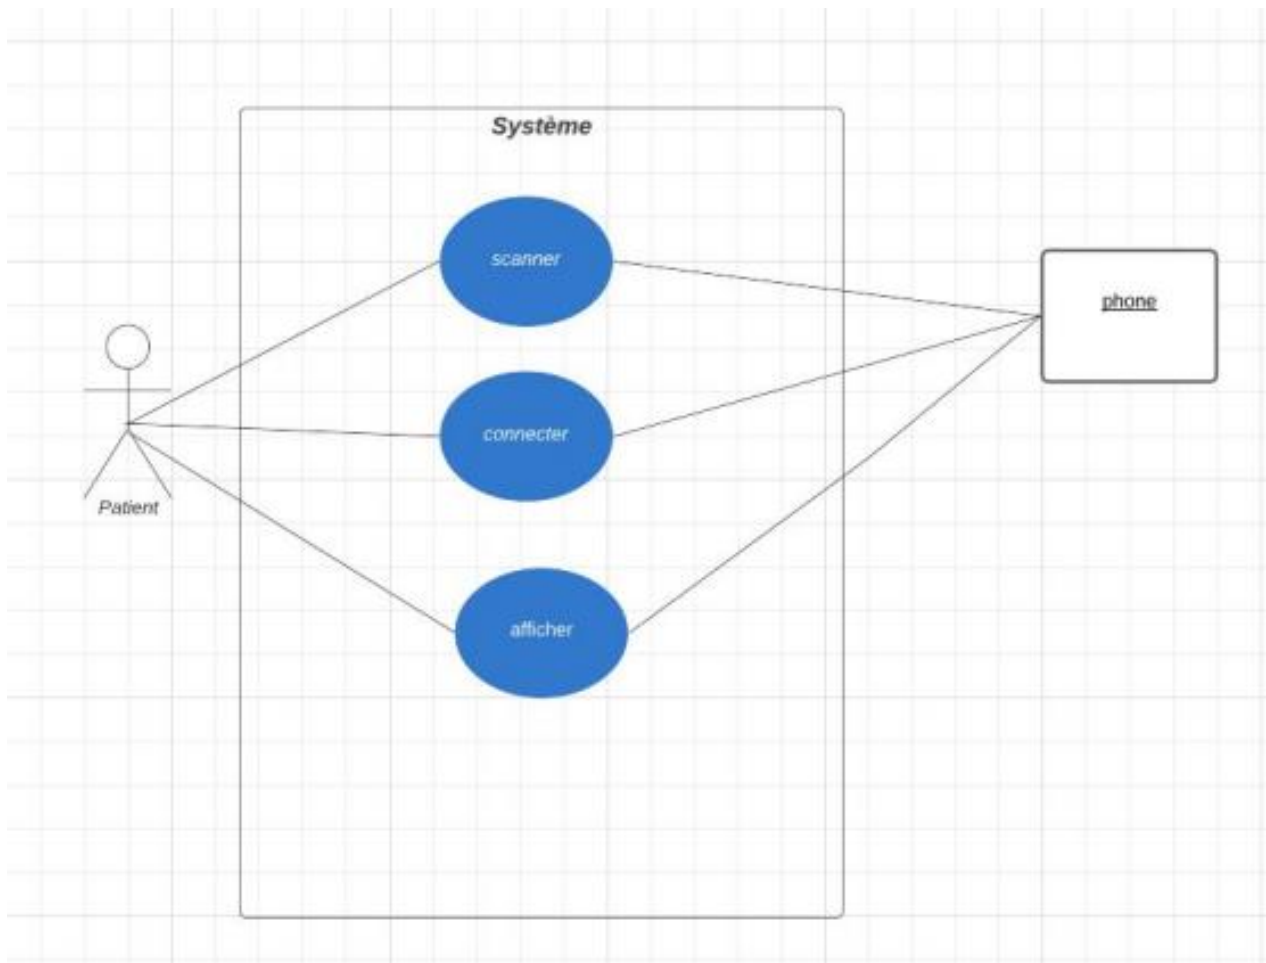 Système
scanner
phone
connecter
Patient
afficher